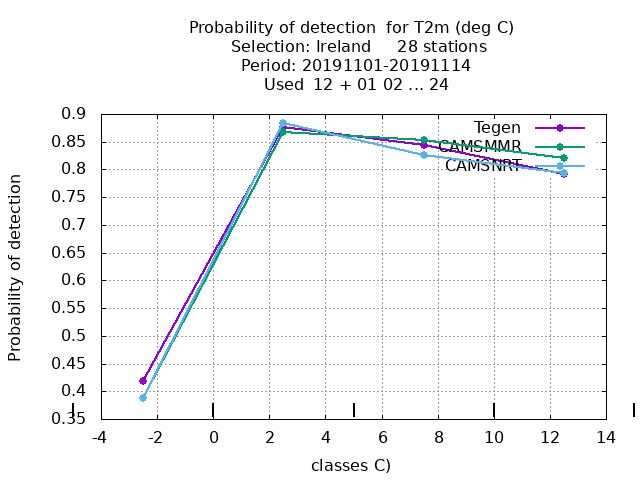 Probability of detection  for T2m (deg C)
Selection: Ireland     28 stations
Period: 20191101-20191114
Used  12 + 01 02 ... 24
Probability of detection
0.9
0.85
0.8
0.75
0.7
0.65
0.6
0.55
0.5
0.45
0.4
0.35
Tegen
CAMSMMR
CAMSNRT
-4 -2 0 2 4 6 8 10 12 14
classes C)